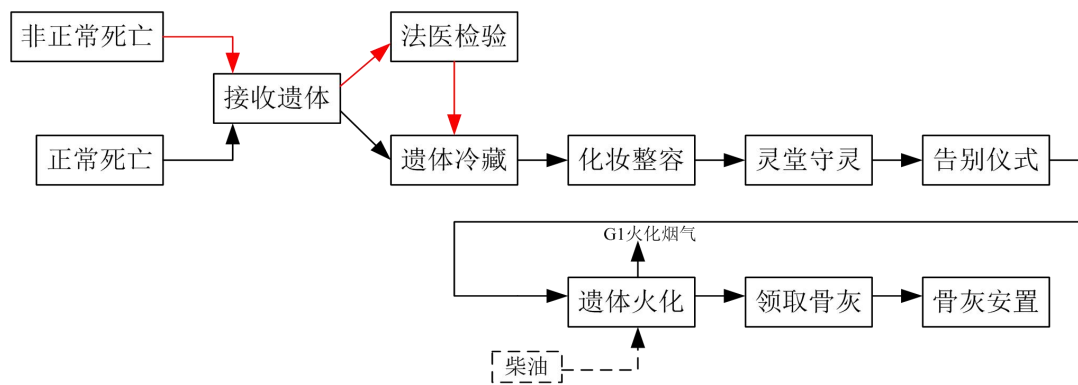 非正常死亡
法医检验
接收遗体
正常死亡
遗体冷藏
化妆整容
灵堂守灵
告别仪式
G1火化烟气
遗体火化
领取骨灰
骨灰安置
柴油